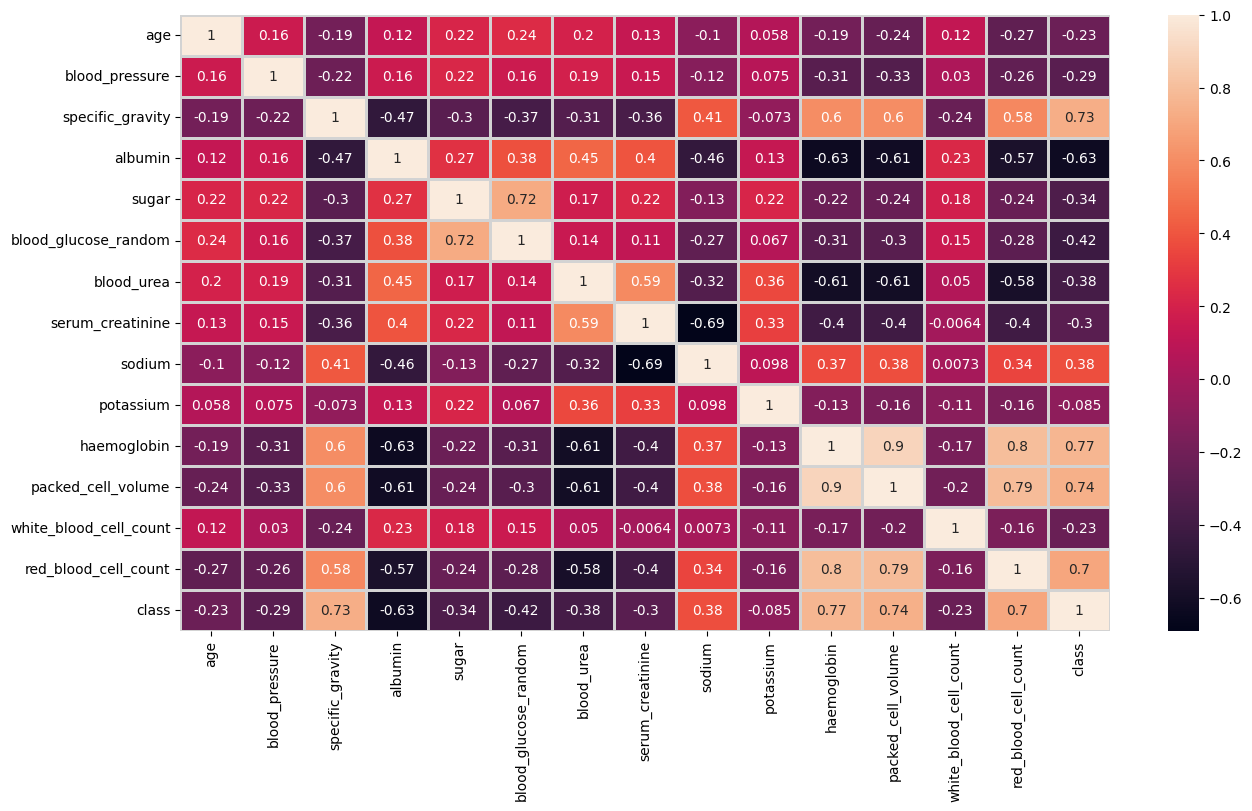 age 1 0.16 -0.19 0.12 0.22 0.24 0.2 0.13 -0.1 0.058 -0.19 -0.24 0.12 -0.27 -0.23
blood_pressure 0.16 1 -0.22 0.16 0.22 0.16 0.19 0.15 -0.12 0.075 -0.31 -0.33 0.03 -0.26 -0.29
specific_gravity -0.19 -0.22 1 -0.47 -0.3 -0.37 -0.31 -0.36 0.41 -0.073 0.6 0.6 -0.24 0.58 0.73
albumin 0.12 0.16 -0.47 1 0.27 0.38 0.45 0.4 -0.46 0.13 -0.63 -0.61 0.23 -0.57 -0.63
sugar 0.22 0.22 -0.3 0.27 1 0.72 0.17 0.22 -0.13 0.22 -0.22 -0.24 0.18 -0.24 -0.34
blood_glucose_random 0.24 0.16 -0.37 0.38 0.72 1 0.14 0.11 -0.27 0.067 -0.31 -0.3 0.15 -0.28 -0.42
blood_urea 0.2 0.19 -0.31 0.45 0.17 0.14 1 0.59 -0.32 0.36 -0.61 -0.61 0.05 -0.58 -0.38
serum_creatinine 0.13 0.15 -0.36 0.4 0.22 0.11 0.59 1 -0.69 0.33 -0.4 -0.4 -0.0064 -0.4 -0.3
sodium -0.1 -0.12 0.41 -0.46 -0.13 -0.27 -0.32 -0.69 1 0.098 0.37 0.38 0.0073 0.34 0.38
potassium 0.058 0.075 -0.073 0.13 0.22 0.067 0.36 0.33 0.098 1 -0.13 -0.16 -0.11 -0.16 -0.085
haemoglobin -0.19 -0.31 0.6 -0.63 -0.22 -0.31 -0.61 -0.4 0.37 -0.13 1 0.9 -0.17 0.8 0.77
packed_cell_volume -0.24 -0.33 0.6 -0.61 -0.24 -0.3 -0.61 -0.4 0.38 -0.16 0.9 1 -0.2 0.79 0.74
white_blood_cell_count 0.12 0.03 -0.24 0.23 0.18 0.15 0.05 -0.0064 0.0073 -0.11 -0.17 -0.2 1 -0.16 -0.23
red_blood_cell_count -0.27 -0.26 0.58 -0.57 -0.24 -0.28 -0.58 -0.4 0.34 -0.16 0.8 0.79 -0.16 1 0.7
class -0.23 -0.29 0.73 -0.63 -0.34 -0.42 -0.38 -0.3 0.38 -0.085 0.77 0.74 -0.23 0.7 1
age
blood_pressure
specific_gravity
albumin
sugar
blood_glucose_random
blood_urea
serum_creatinine
sodium
potassium
haemoglobin
packed_cell_volume
white_blood_cell_count
red_blood_cell_count
class
1.0
0.8
0.6
0.4
0.2
0.0
−0.2
−0.4
−0.6